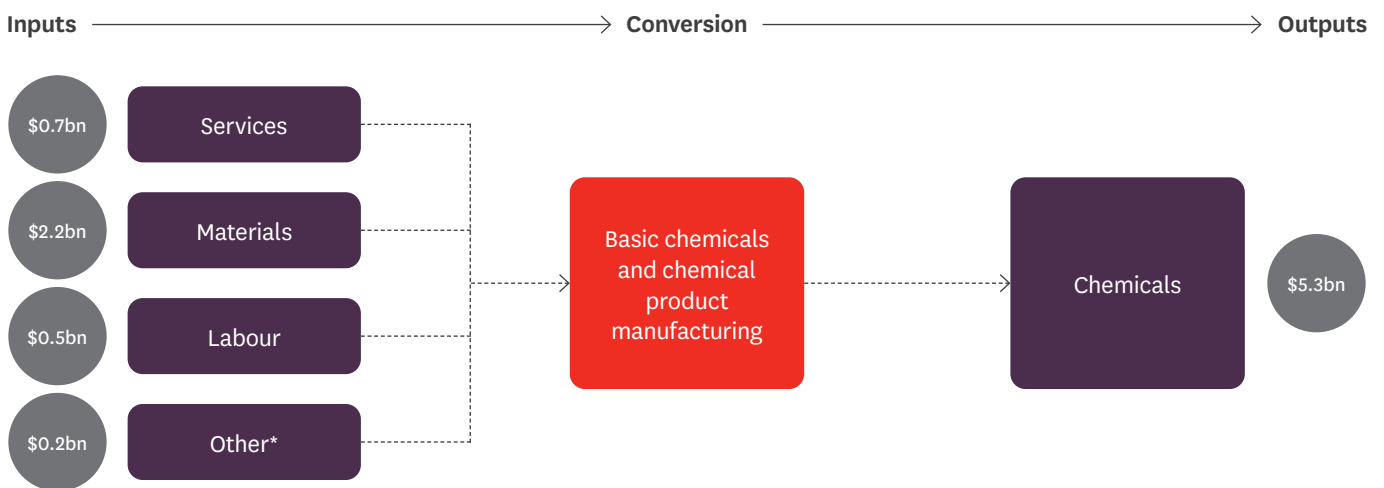 Inputs Conversion Outputs
$0.7bn Services
$2.2bn Materials
$0.5bn Labour
$0.2bn Other*
Basic chemicals
and chemical
product
manufacturing
Chemicals $5.3bn